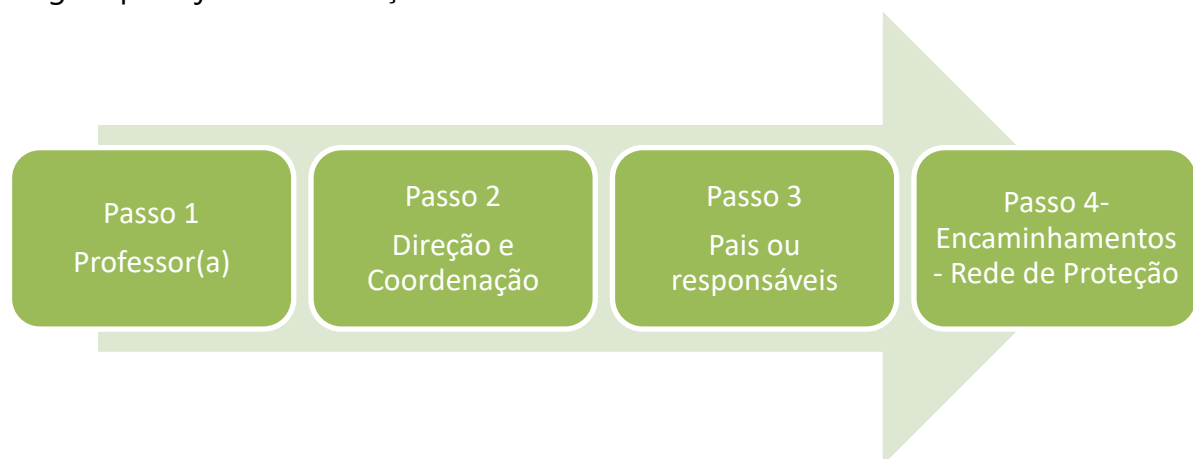 Passo 1
Professor(a)
Passo 2
Direção e
Coordenação
Passo 3
Pais ou
responsáveis
Passo 4-
Encaminhamentos
- Rede de Proteção